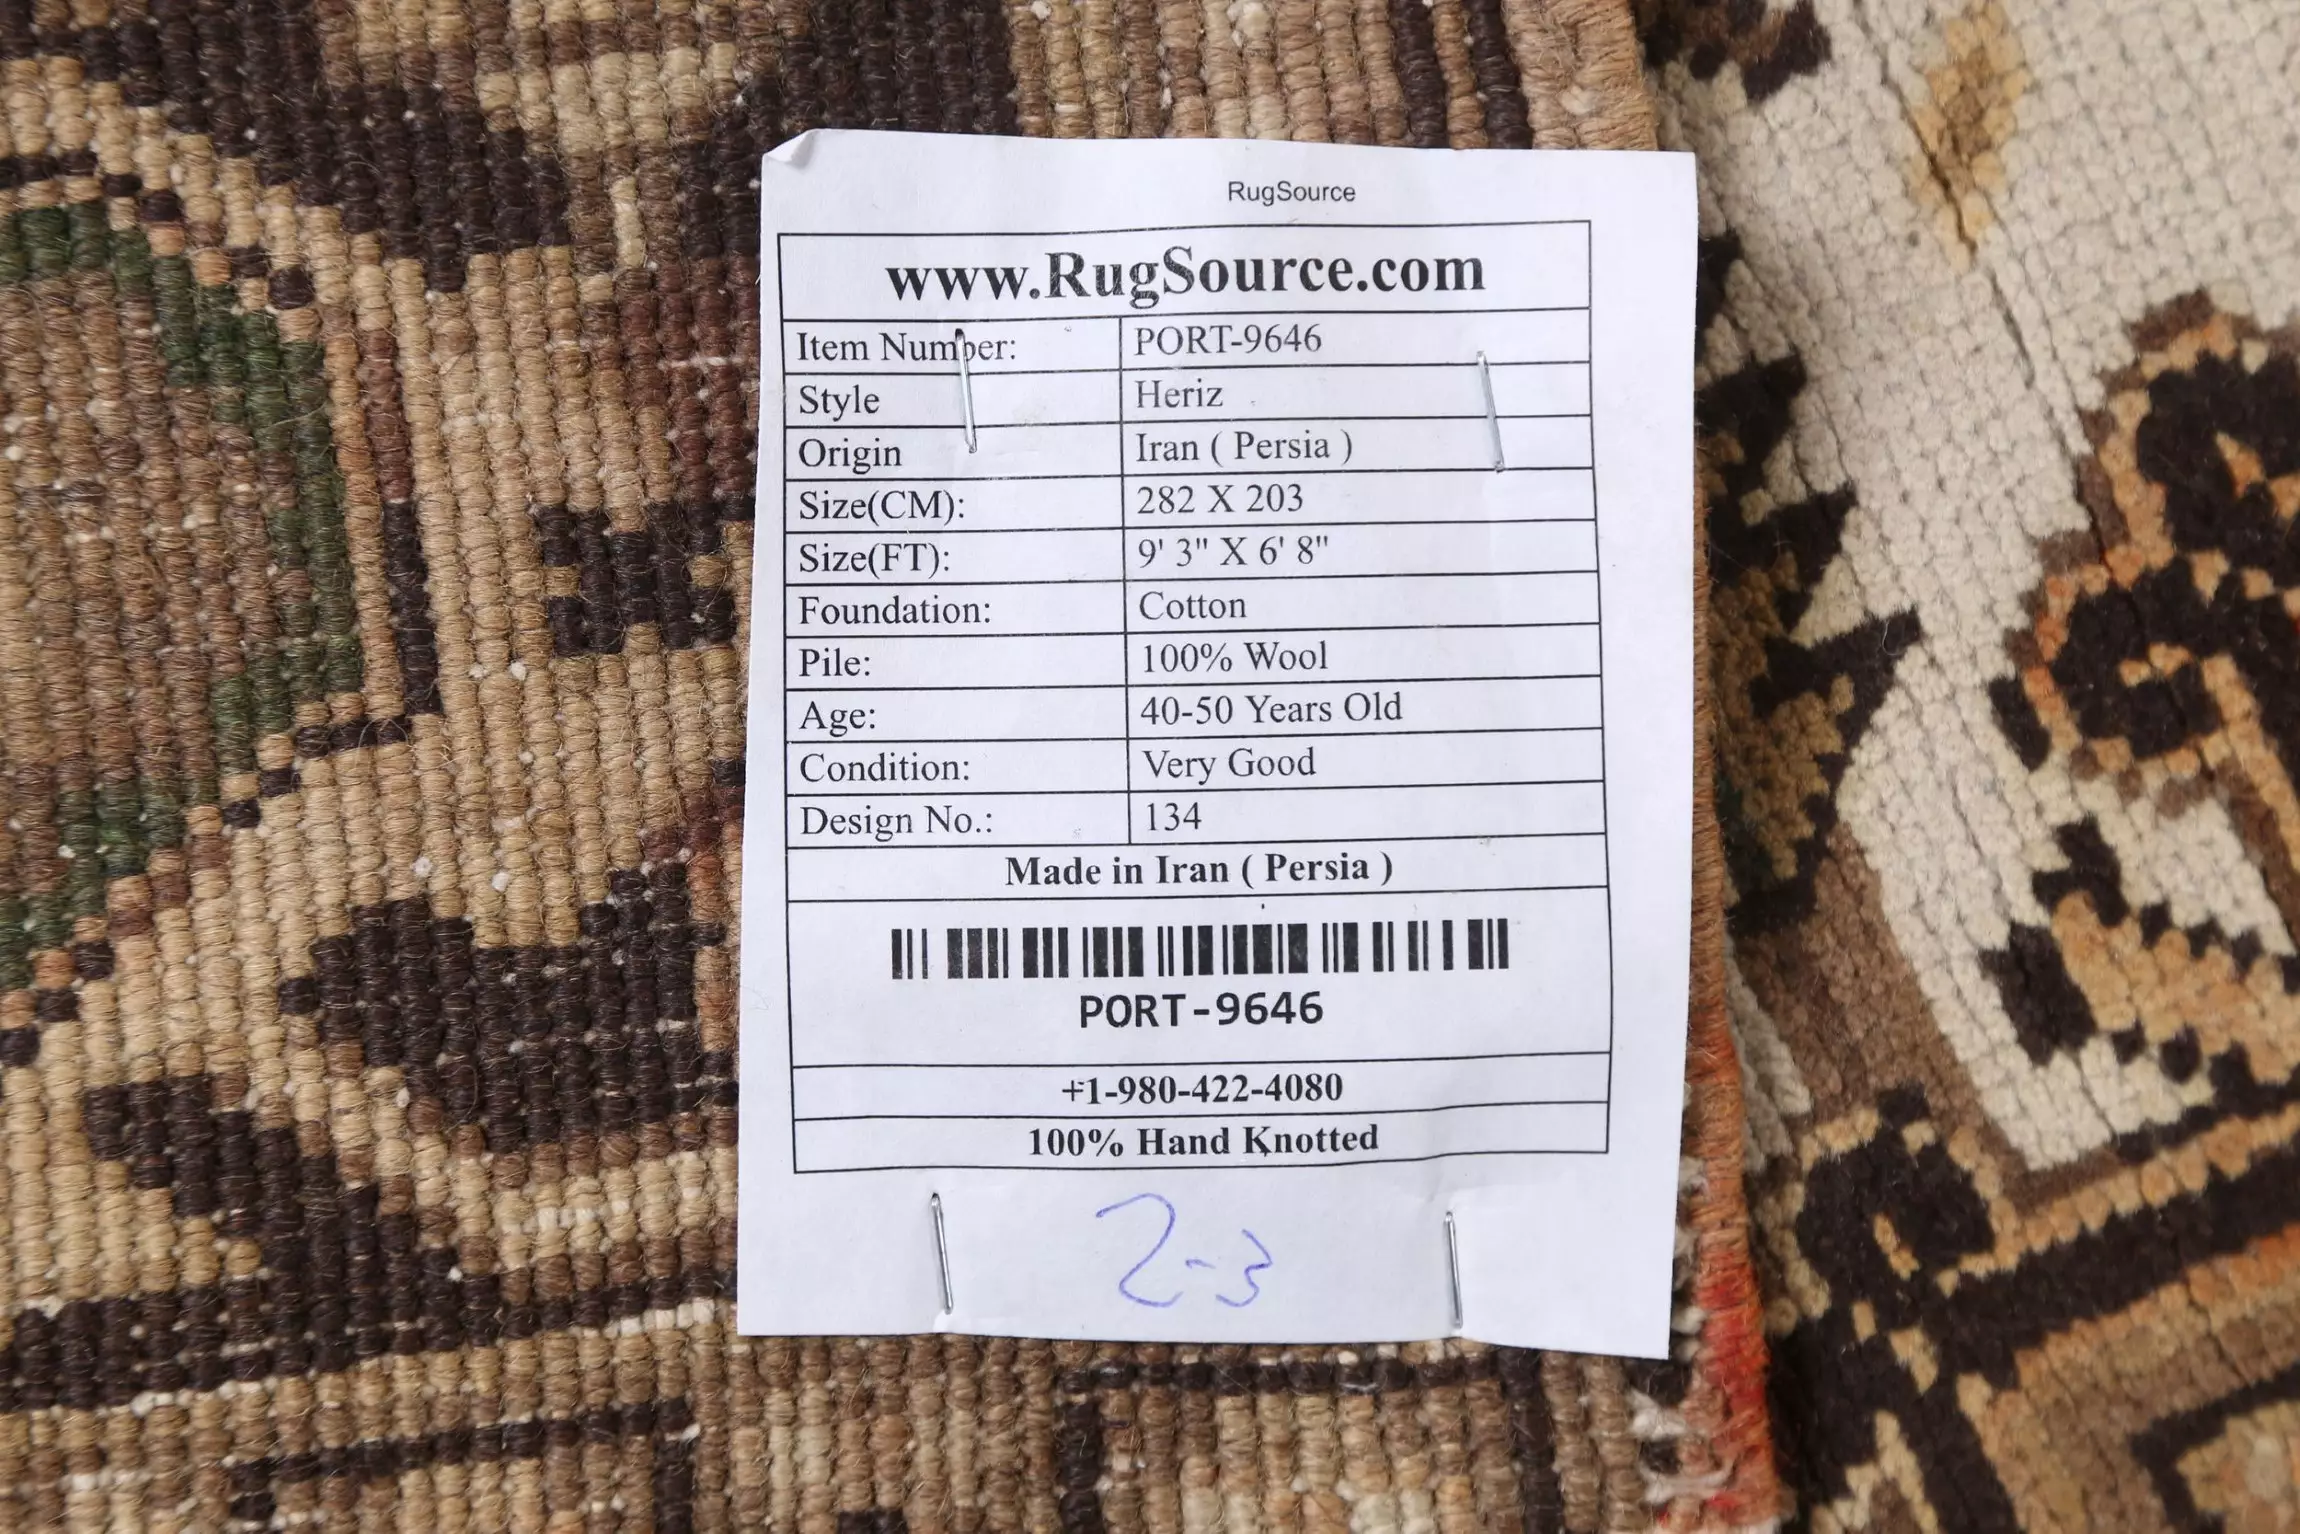 RugSource
www.RugSource.com
Item Number: PORT-9646
Style Heriz
Origin Iran ( Persia )
Size(CM): 282 X 203
Size(FT): 9' 3" X 6' 8"
Foundation: Cotton
Pile: 100% Wool
Age: 40-50 Years Old
Condition: Very Good
Design No.: 134
Made in Iran ( Persia )
PORT-9646
+1-980-422-4080
100% Hand Knotted
2-3